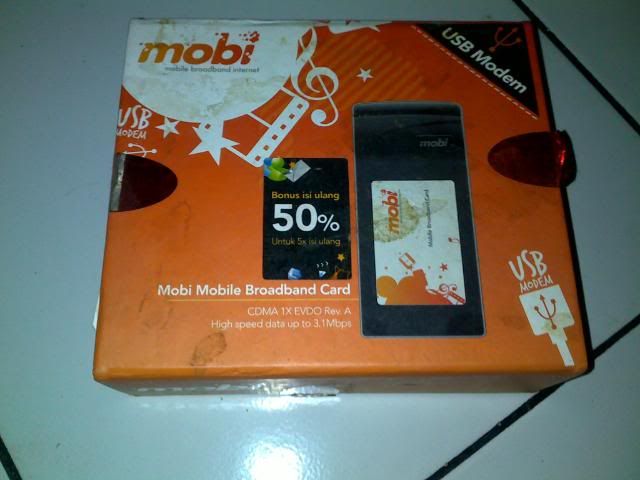 mobi
mobile broadband internet
USB Modem
USB
MODEM
mobi
Bonus isi ulang
50%
Untuk 5x isi ulang
mobi
Mobile Broadband Card
USB
MODEM
Mobi Mobile Broadband Card
CDMA 1X EVDO Rev. A
High speed data up to 3.1Mbps